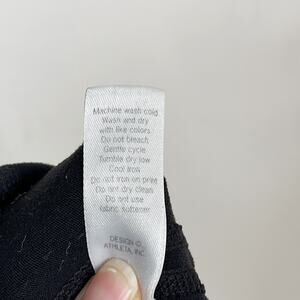 Machine wash cold
Wash and dry
with like colors
Do not bleach
Gentle cycle
Tumble dry low
Cool iron
Do not iron on print
Do not dry clean
Do not use
fabric softener
DESIGN ©
ATHLETA, INC.